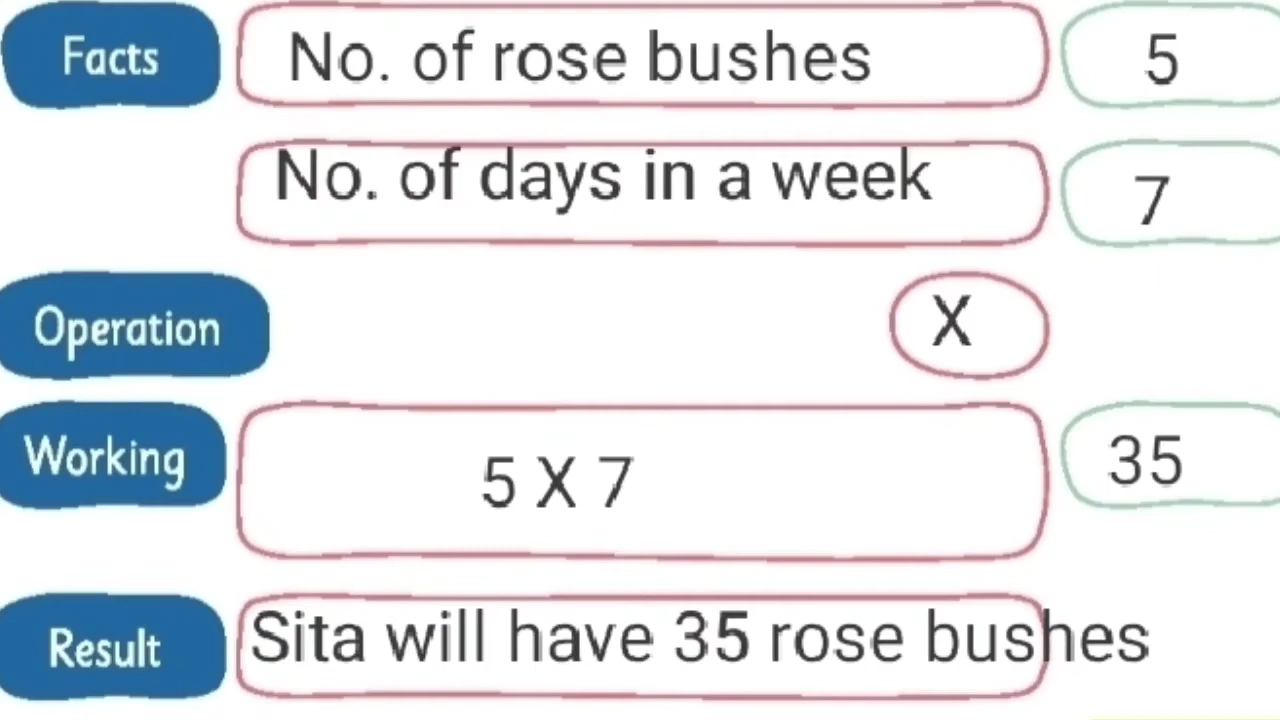 Facts No. of rose bushes 5
No. of days in a week 7
Operation X
Working 5 X 7 35
Result Sita will have 35 rose bushes